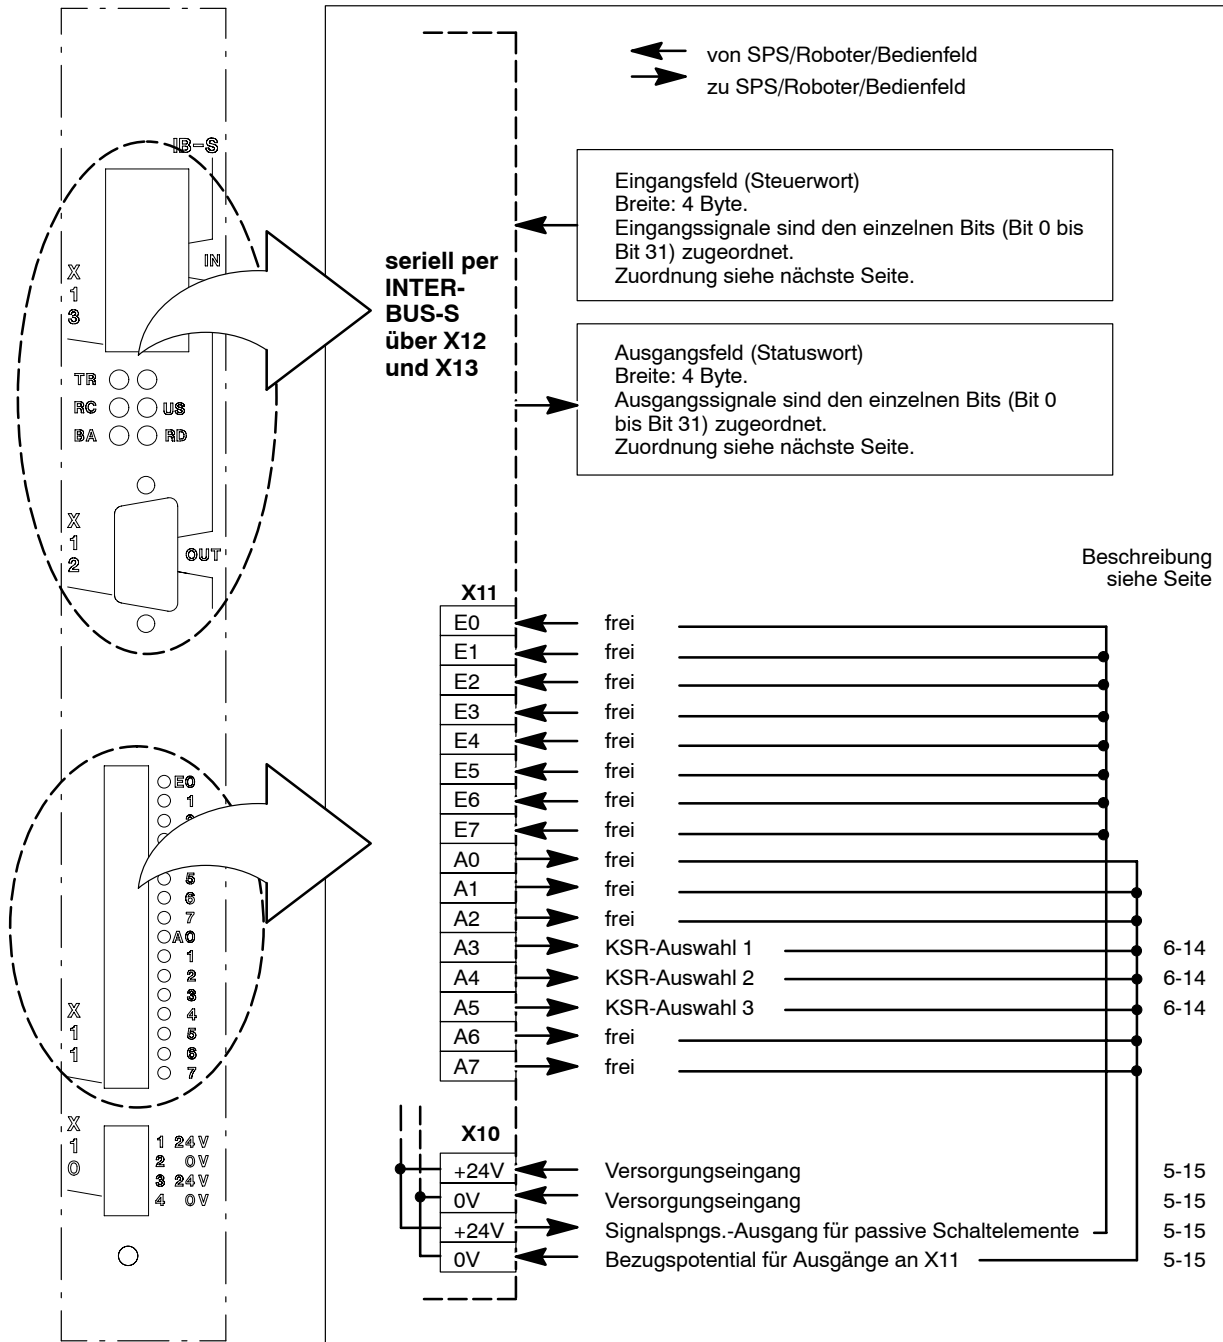 von SPS/Roboter/Bedienfeld
zu SPS/Roboter/Bedienfeld
IB-S
IN
X
1
3
TR
RC US
BA RD
X
1
2
OUT
seriell per
INTER-
BUS-S
über X12
und X13
Eingangsfeld (Steuerwort)
Breite: 4 Byte.
Eingangssignale sind den einzelnen Bits (Bit 0 bis
Bit 31) zugeordnet.
Zuordnung siehe nächste Seite.
Ausgangsfeld (Statuswort)
Breite: 4 Byte.
Ausgangssignale sind den einzelnen Bits (Bit 0
bis Bit 31) zugeordnet.
Zuordnung siehe nächste Seite.
Beschreibung
siehe Seite
X11
E0 frei
E1 frei
E2 frei
E3 frei
E4 frei
E5 frei
E6 frei
E7 frei
A0 frei
A1 frei
A2 frei
A3 KSR-Auswahl 1 6-14
A4 KSR-Auswahl 2 6-14
A5 KSR-Auswahl 3 6-14
A6 frei
A7 frei
E0
1
5
6
7
A0
1
2
3
4
5
6
7
X
1
1
X
1
0
1 24V
2 0V
3 24V
4 0V
X10
+24V Versorgungseingang 5-15
0V Versorgungseingang 5-15
+24V Signalspngs.-Ausgang für passive Schaltelemente 5-15
0V Bezugspotential für Ausgänge an X11 5-15